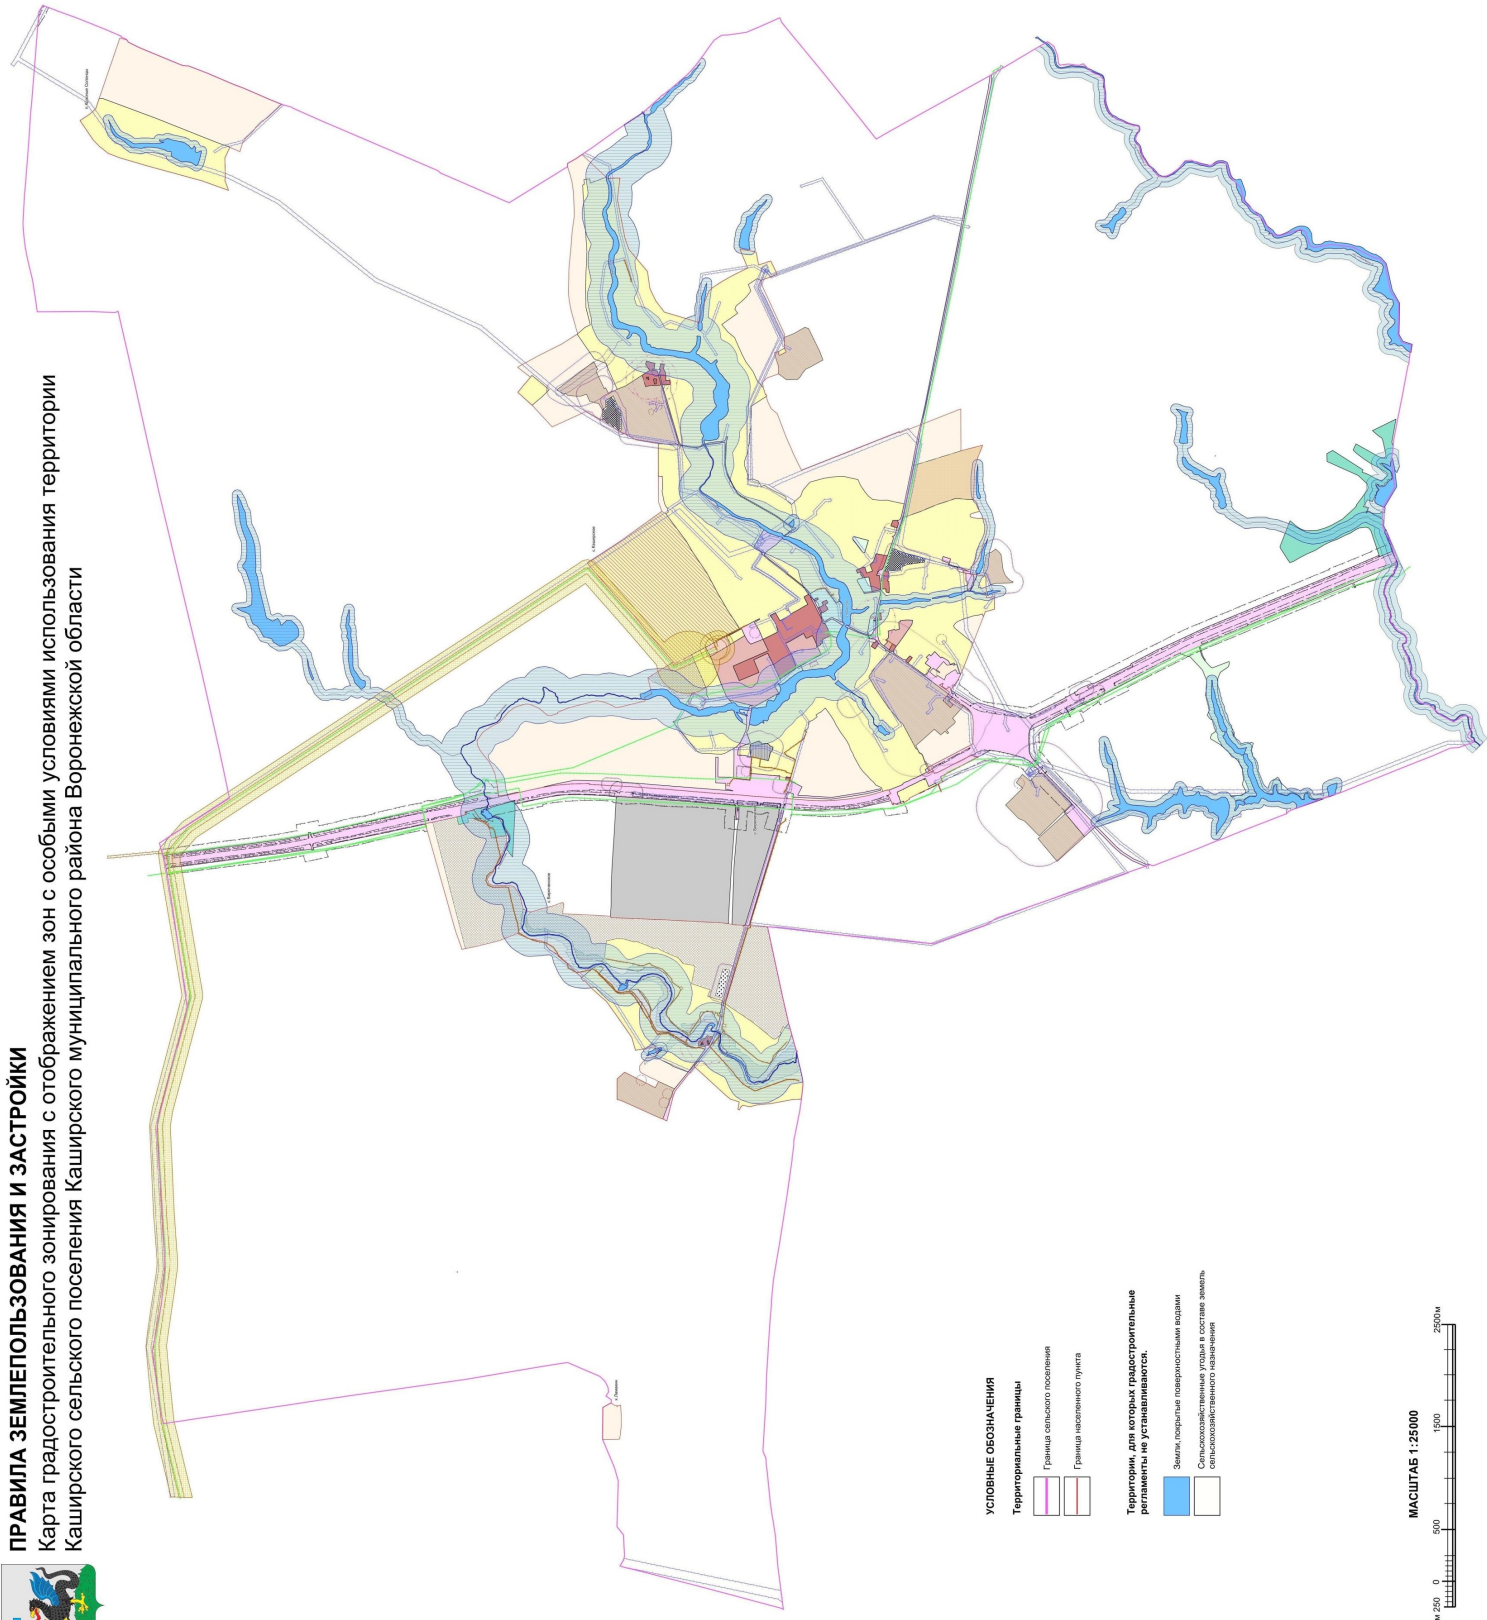 ПРАВИЛА ЗЕМЛЕПОЛЬЗОВАНИЯ И ЗАСТРОЙКИ
Карта градостроительного зонирования с отображением зон с особыми условиями использования территории
Каширского сельского поселения Каширского муниципального района Воронежской области
с. Каширское
УСЛОВНЫЕ ОБОЗНАЧЕНИЯ
Территориальные границы
Граница сельского поселения
Граница населенного пункта
Территории, для которых градостроительные
регламенты не устанавливаются.
Земли, покрытые поверхностными водами
Сельскохозяйственные угодья в составе земель
сельскохозяйственного назначения
МАСШТАБ 1:25000
м 250 0 500 1500 2500м